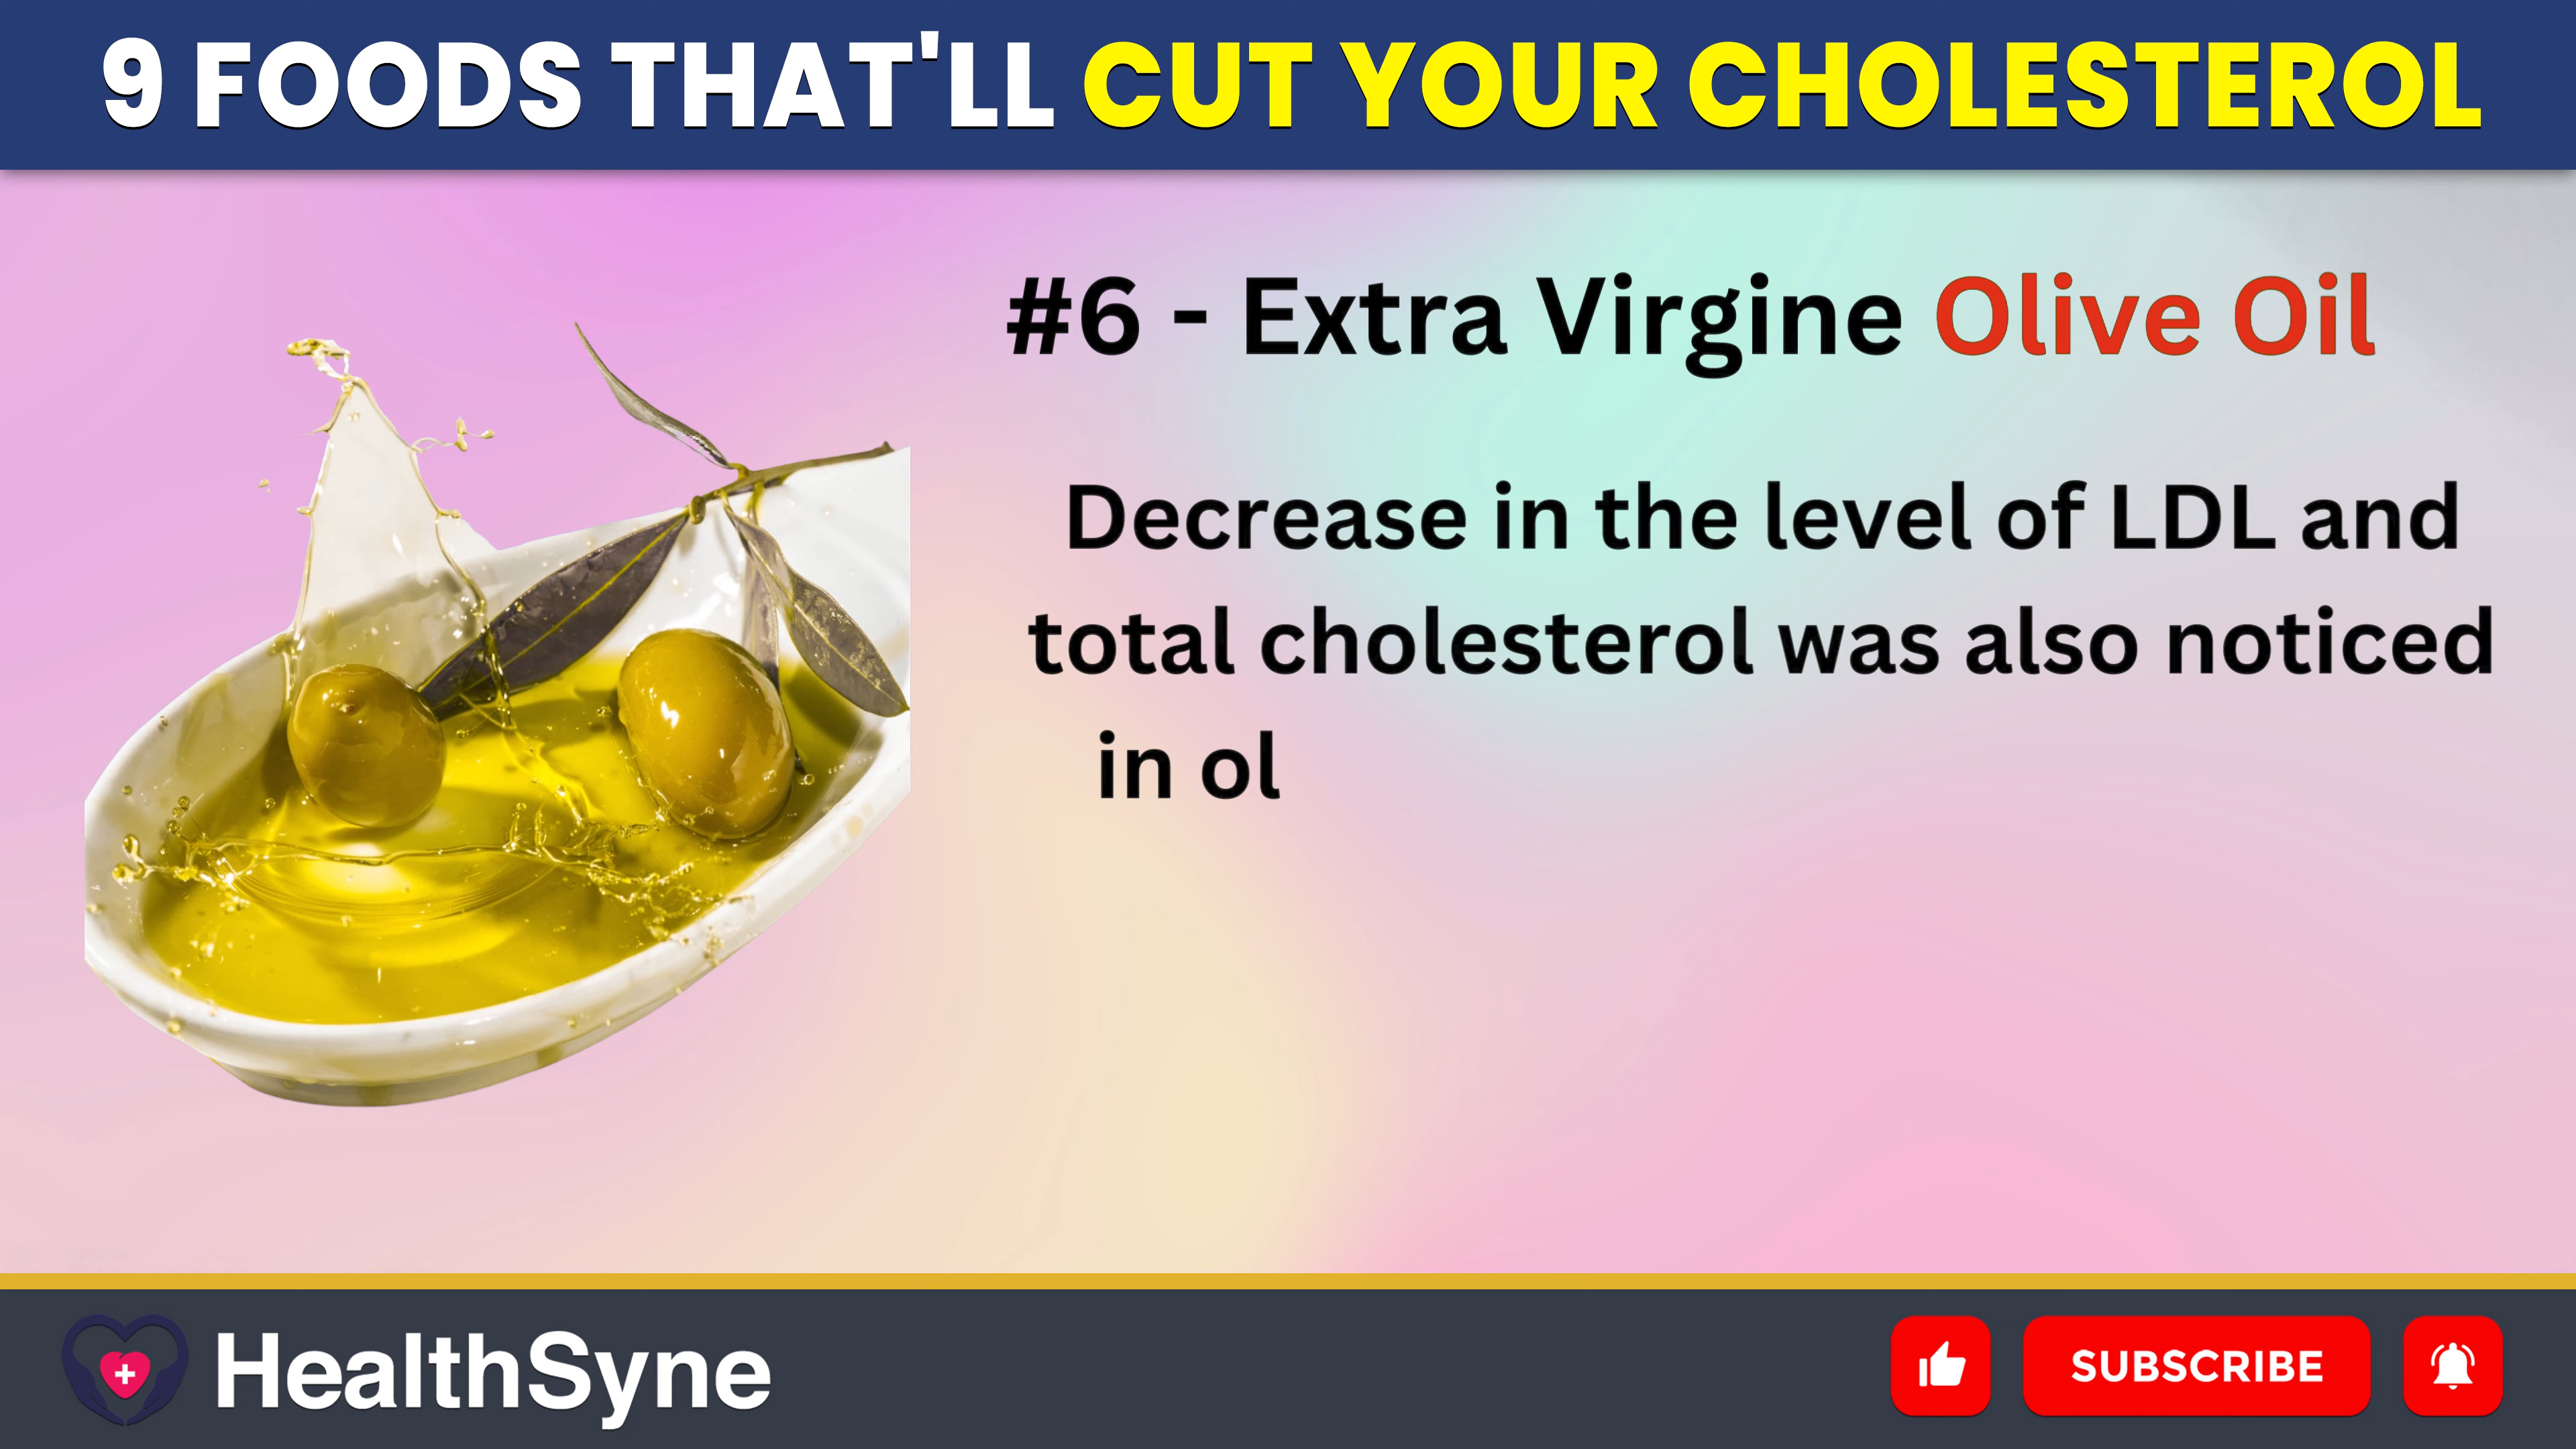 9 FOODS THAT'LL CUT YOUR CHOLESTEROL
#6 - Extra Virgine Olive Oil
Decrease in the level of LDL and
total cholesterol was also noticed
in ol
HealthSyne
SUBSCRIBE